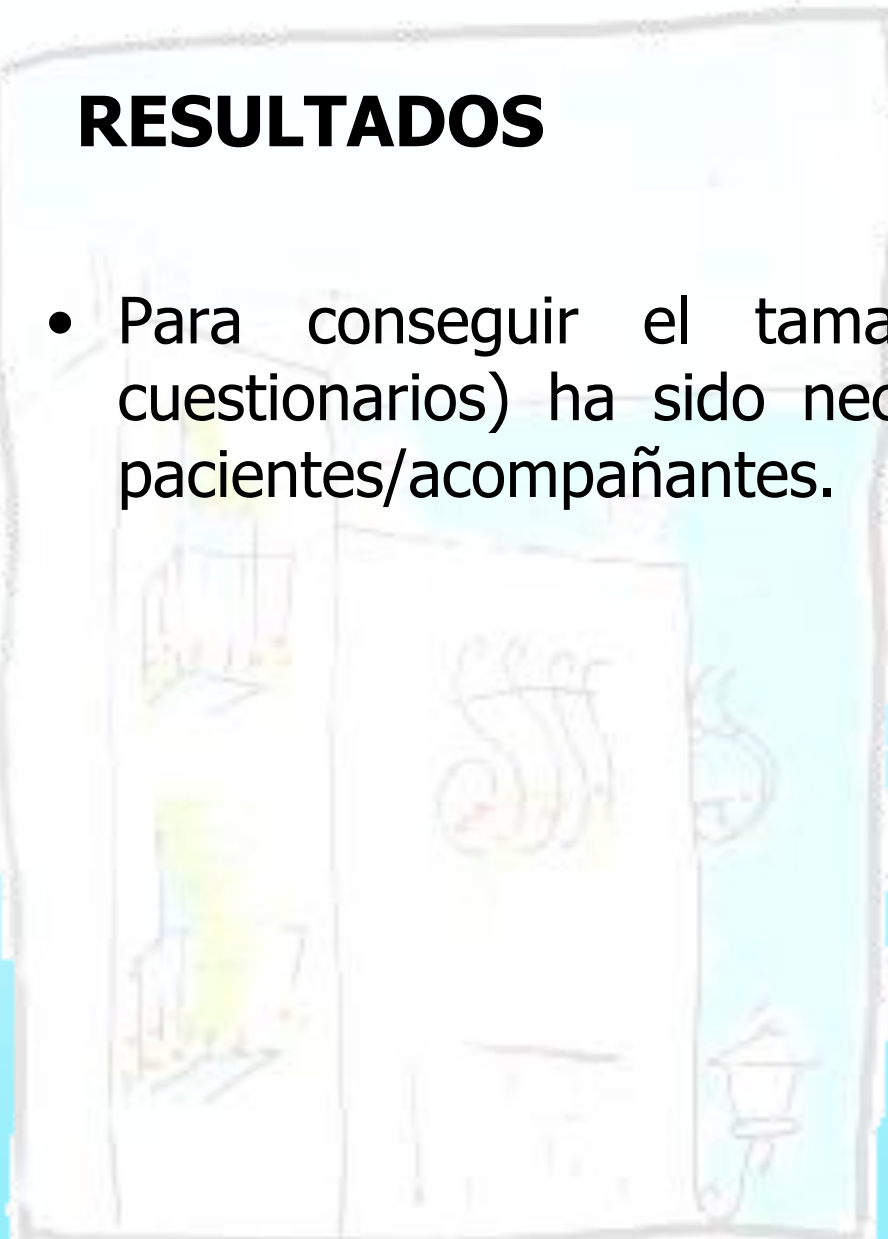 RESULTADOS
• Para conseguir el tama
cuestionarios) ha sido nec
pacientes/acompañantes.